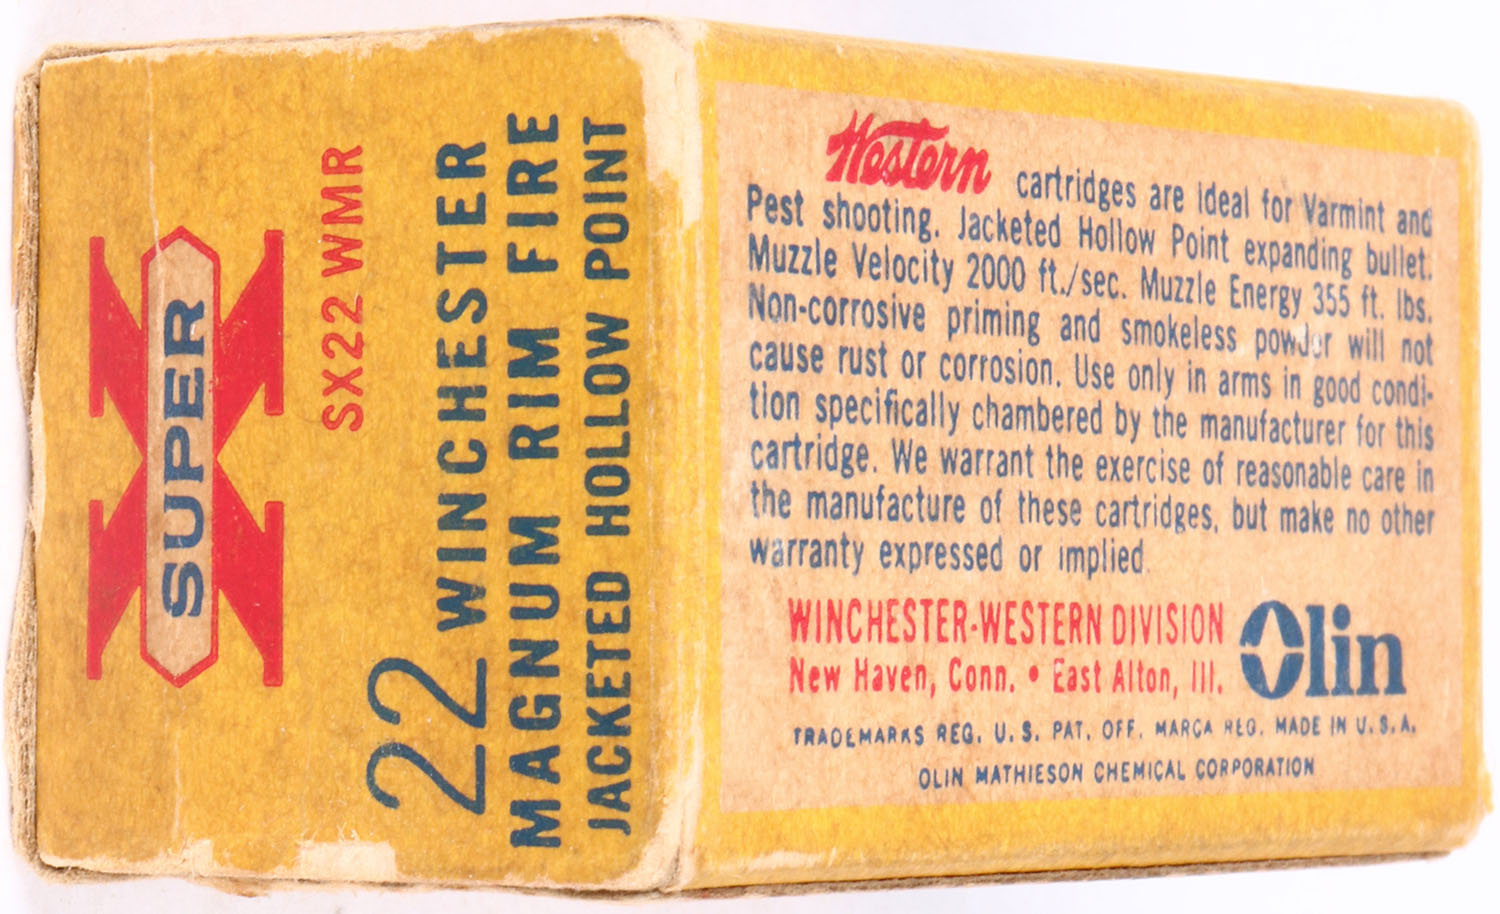 SUPER X
SX22 WMR
22 WINCHESTER
MAGNUM RIM FIRE
JACKETED HOLLOW POINT
Western cartridges are ideal for Varmint and
Pest shooting. Jacketed Hollow Point expanding bullet.
Muzzle Velocity 2000 ft./sec. Muzzle Energy 355 ft. lbs.
Non-corrosive priming and smokeless powder will not
cause rust or corrosion. Use only in arms in good condi-
tion specifically chambered by the manufacturer for this
cartridge. We warrant the exercise of reasonable care in
the manufacture of these cartridges, but make no other
warranty expressed or implied.
WINCHESTER-WESTERN DIVISION
New Haven, Conn. • East Alton, Ill.
Olin
TRADEMARKS REG. U. S. PAT. OFF. MARCA REG. MADE IN U. S. A.
OLIN MATHIESON CHEMICAL CORPORATION